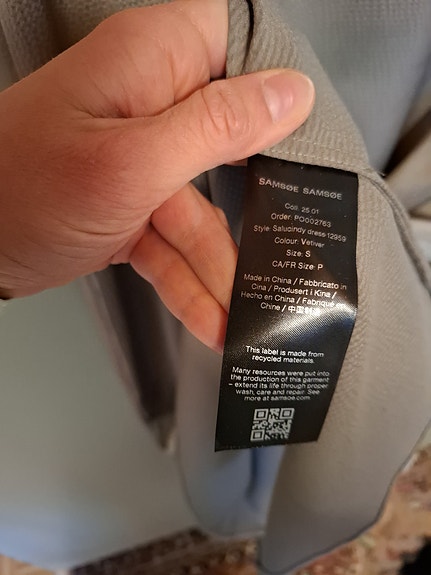 SAMSØE SAMSØE
Coll: 25.01
Order: PO002763
Style: Salucindy dress 12959
Colour: Vetiver
Size: S
CA/FR Size: P
Made in China / Fabbricato in
Cina / Produsert i Kina /
Hecho en China / Fabriqué en
Chine / 中国制造
This label is made from
recycled materials.
Many resources were put into
the production of this garment
– extend its life through proper
wash, care and repair. See
more at samsoe.com